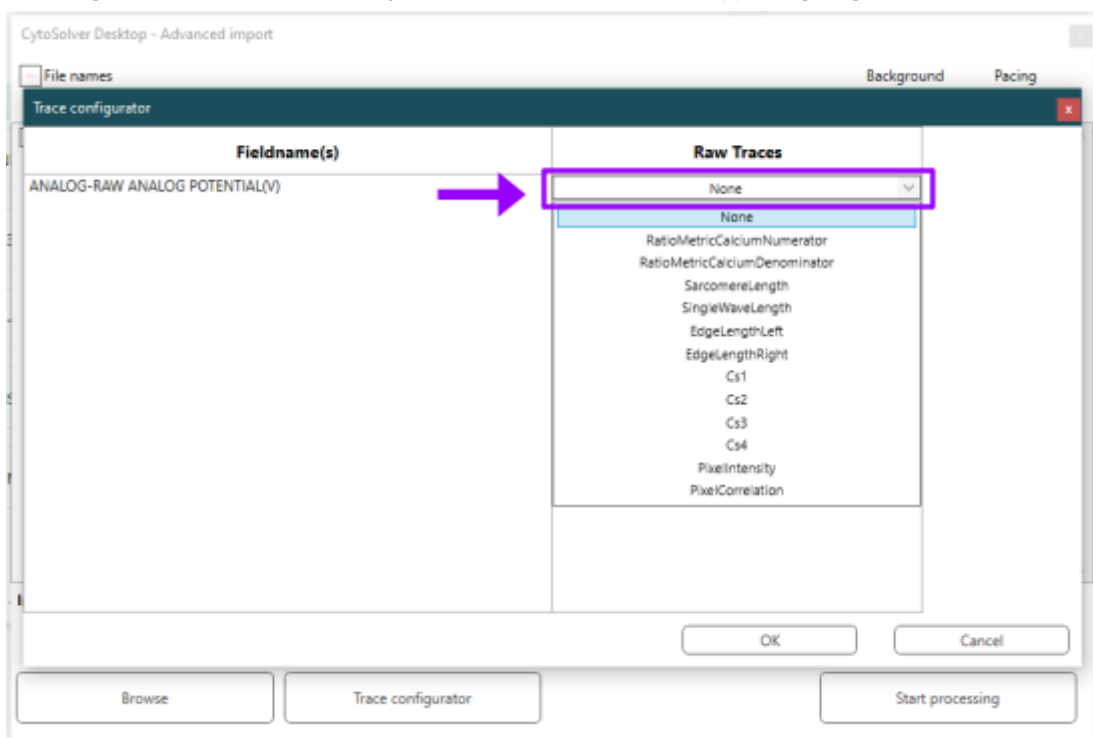 CytoSolver Desktop - Advanced import
File names Background Pacing
Trace configurator
Fieldname(s) Raw Traces
ANALOG-RAW ANALOG POTENTIAL(V) None
None
RatioMetricCalciumNumerator
RatioMetricCalciumDenominator
SarcomereLength
SingleWaveLength
EdgeLengthLeft
EdgeLengthRight
Cs1
Cs2
Cs3
Cs4
PixelIntensity
PixelCorrelation
OK Cancel
Browse Trace configurator Start processing